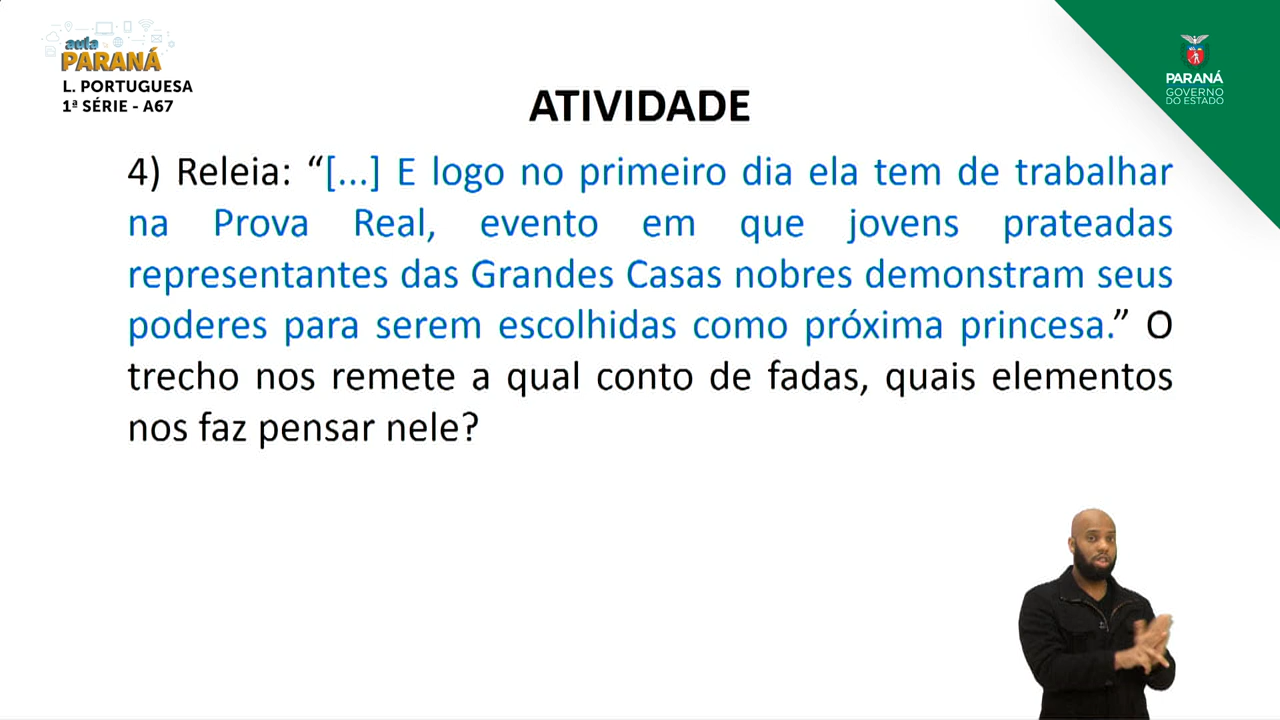 aula
PARANÁ
L. PORTUGUESA
1ª SÉRIE - A67
PARANÁ
GOVERNO
DO ESTADO
ATIVIDADE
4) Releia: “[...] E logo no primeiro dia ela tem de trabalhar
na Prova Real, evento em que jovens prateadas
representantes das Grandes Casas nobres demonstram seus
poderes para serem escolhidas como próxima princesa.” O
trecho nos remete a qual conto de fadas, quais elementos
nos faz pensar nele?